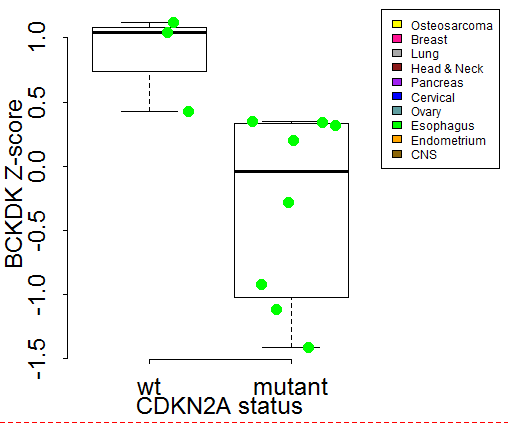 BCKDK Z-score
1.0
0.5
0.0
-0.5
-1.0
-1.5
wt mutant
CDKN2A status
Osteosarcoma
Breast
Lung
Head & Neck
Pancreas
Cervical
Ovary
Esophagus
Endometrium
CNS